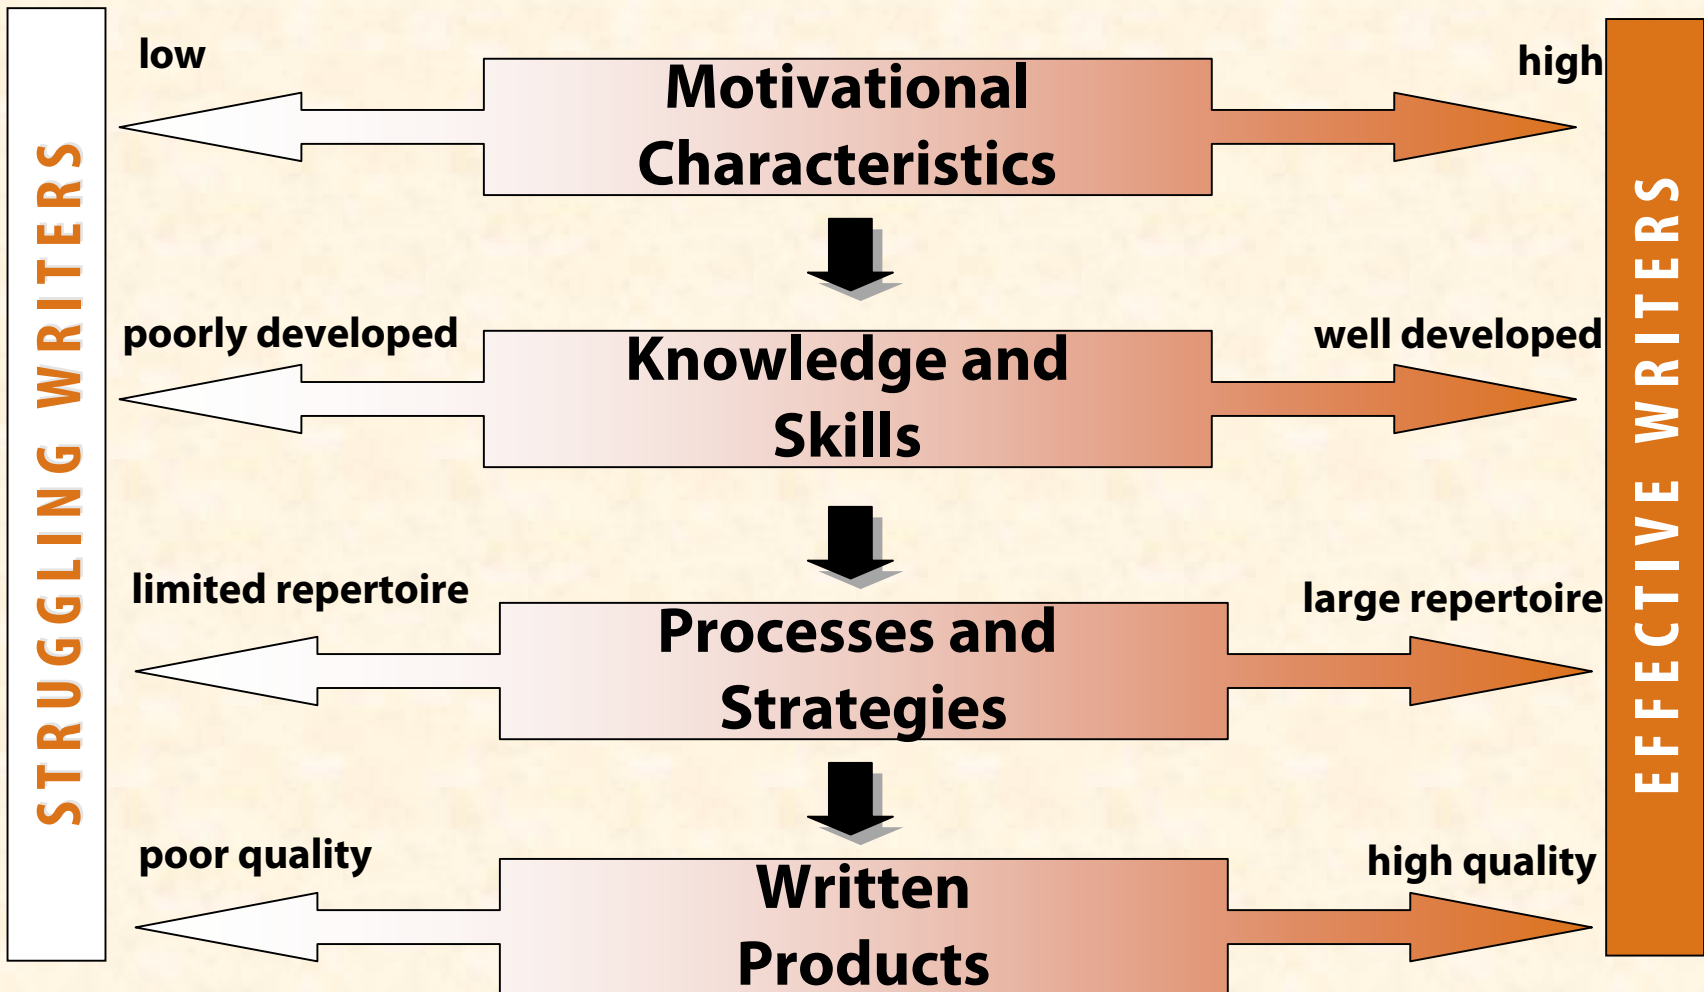 STRUGGLING WRITERS
low
Motivational
Characteristics
high
poorly developed
Knowledge and
Skills
well developed
limited repertoire
Processes and
Strategies
large repertoire
poor quality
Written
Products
high quality
EFFECTIVE WRITERS